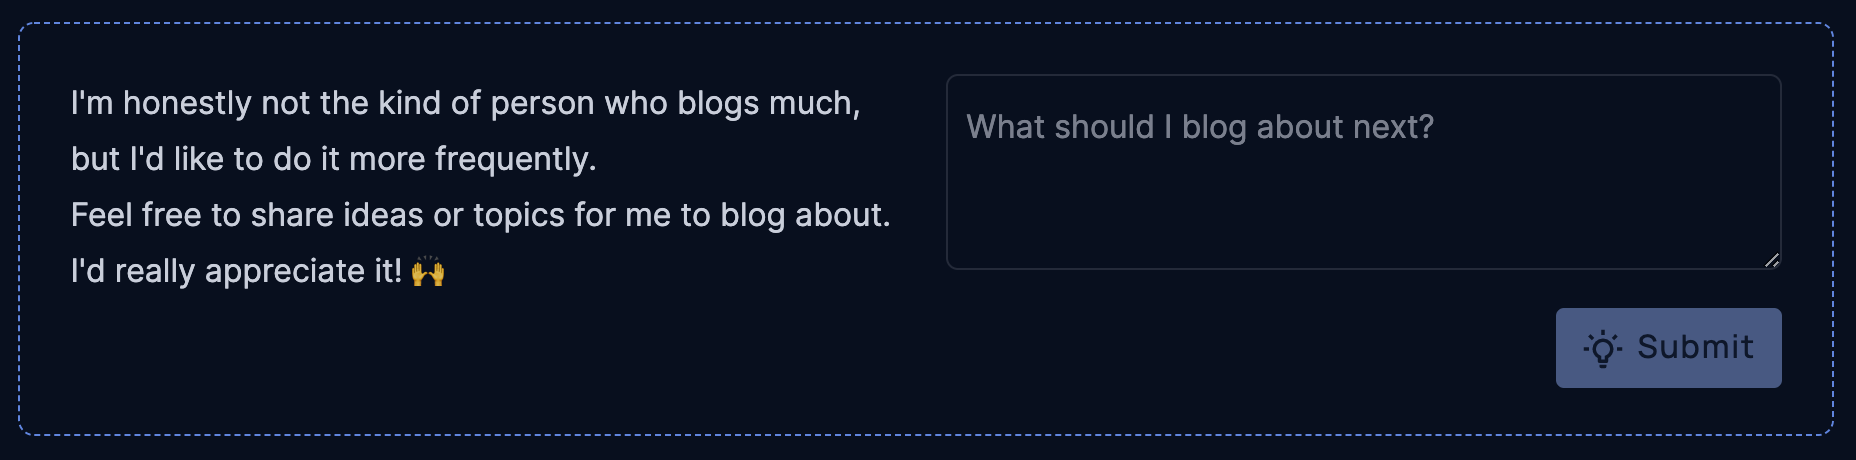 I'm honestly not the kind of person who blogs much,
but I'd like to do it more frequently.
Feel free to share ideas or topics for me to blog about.
I'd really appreciate it! 🙌
What should I blog about next?
Submit